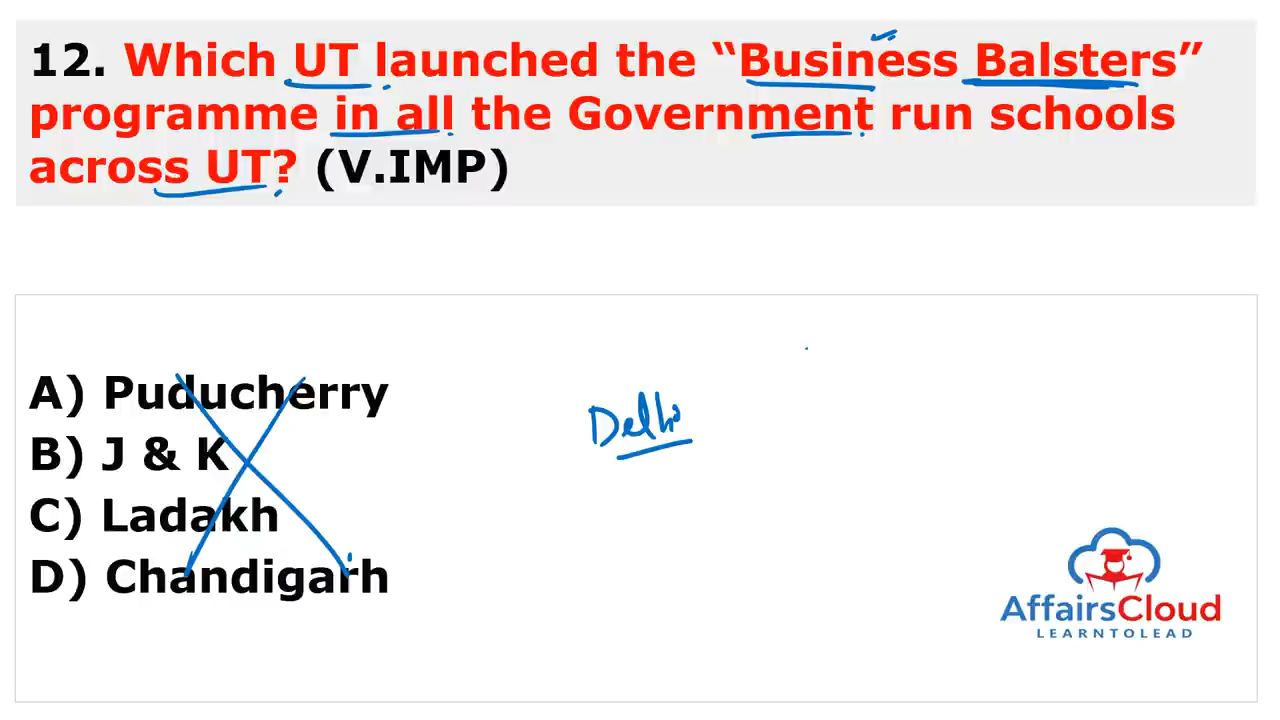 12. Which UT launched the “Business Balsters”
programme in all the Government run schools
across UT? (V.IMP)
A) Puducherry
B) J & K
C) Ladakh
D) Chandigarh
Delhi
AffairsCloud
LEARNTOLEAD